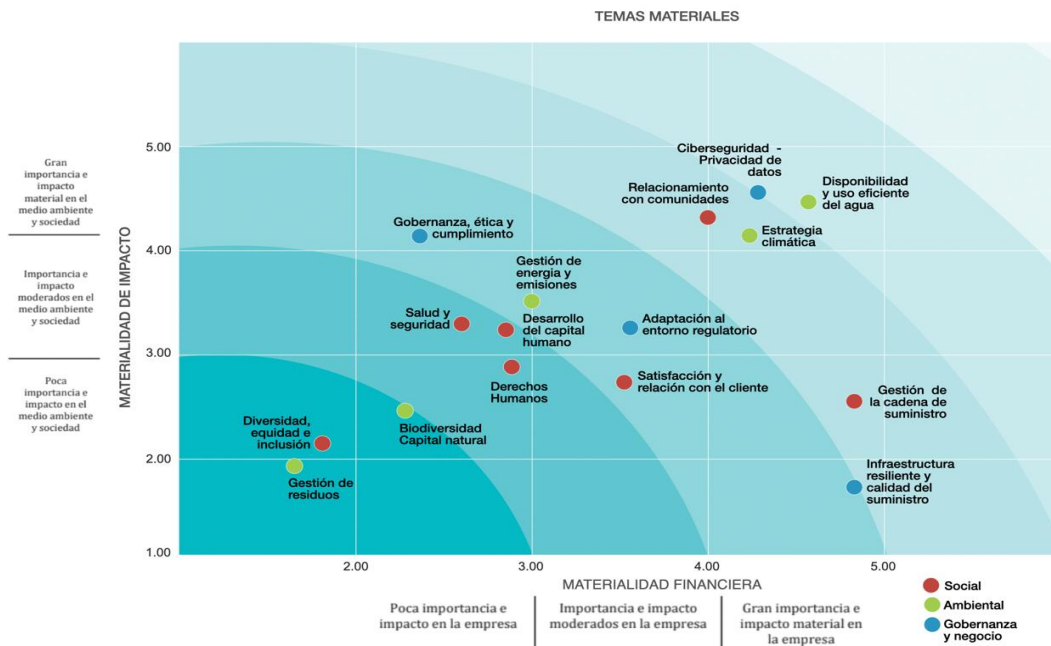 TEMAS MATERIALES
MATERIALIDAD DE IMPACTO
Gran
importancia e
impacto
material en el
medio ambiente
y sociedad
Importancia e
impacto
moderados en el
medio ambiente
y sociedad
Poca
importancia e
impacto en el
medio ambiente
y sociedad
5.00
4.00
3.00
2.00
1.00
Ciberseguridad -
Privacidad de
datos
Disponibilidad
y uso eficiente
del agua
Relacionamiento
con comunidades
Estrategia
climática
Gobernanza, ética y
cumplimiento
Gestión de
energia y
emisiones
Salud y
seguridad
Desarrollo
del capital
humano
Adaptación al
entorno regulatorio
Derechos
Humanos
Satisfacción y
relación con el cliente
Gestión de
la cadena de
suministro
Diversidad,
equidad e
inclusión
Biodiversidad
Capital natural
Gestión de
residuos
Infraestructura
resiliente y
calidad del
suministro
2.00
3.00
4.00
5.00
MATERIALIDAD FINANCIERA
Poca importancia e
impacto en la empresa
Importancia e impacto
moderados en la empresa
Gran importancia e
impacto material en
la empresa
Social
Ambiental
Gobernanza
y negocio